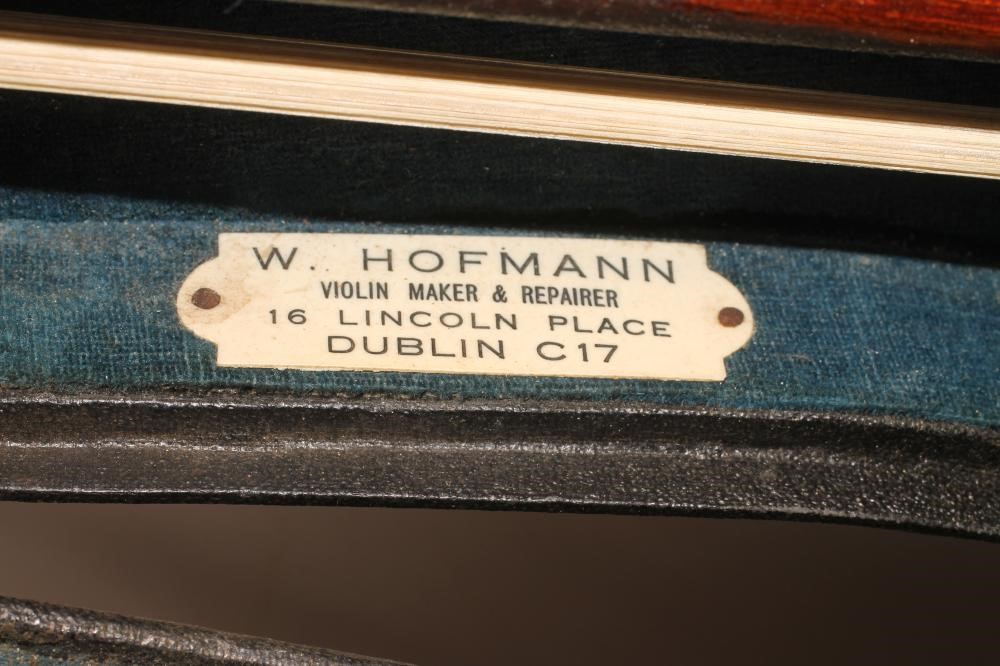 W. HOFMANN
VIOLIN MAKER & REPAIRER
16 LINCOLN PLACE
DUBLIN C17